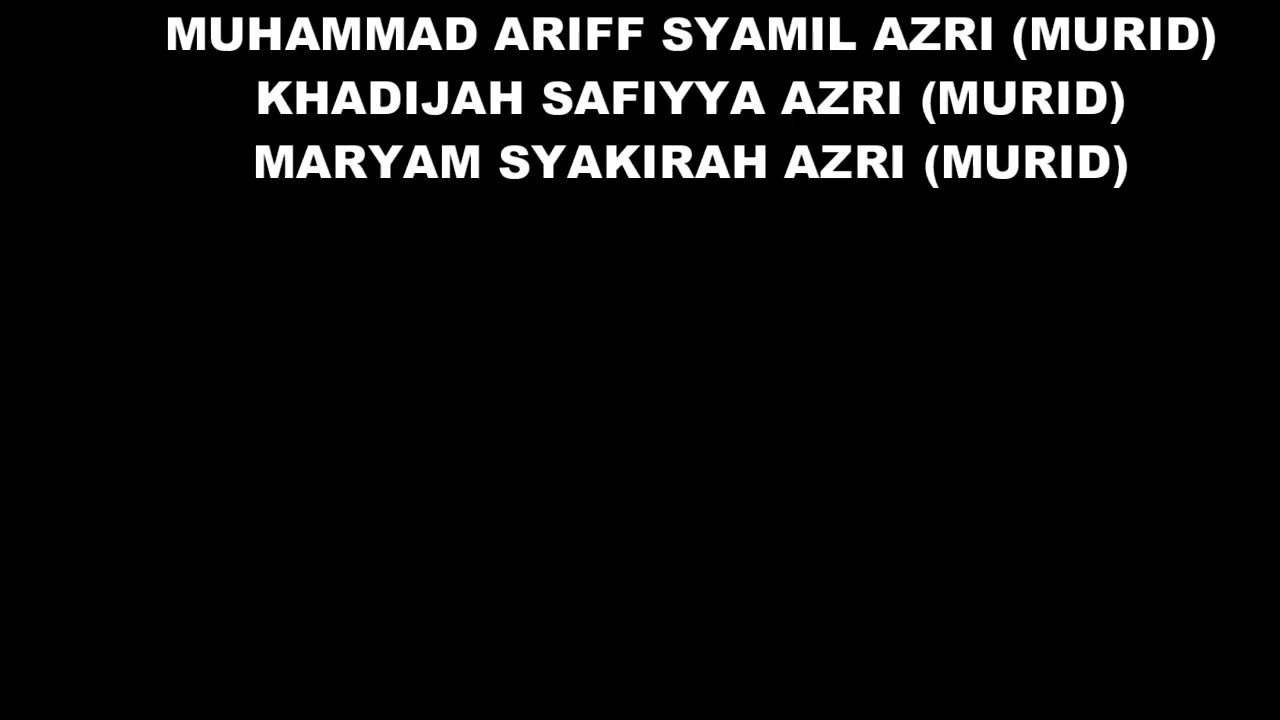 MUHAMMAD ARIFF SYAMIL AZRI (MURID)
KHADIJAH SAFIYYA AZRI (MURID)
MARYAM SYAKIRAH AZRI (MURID)